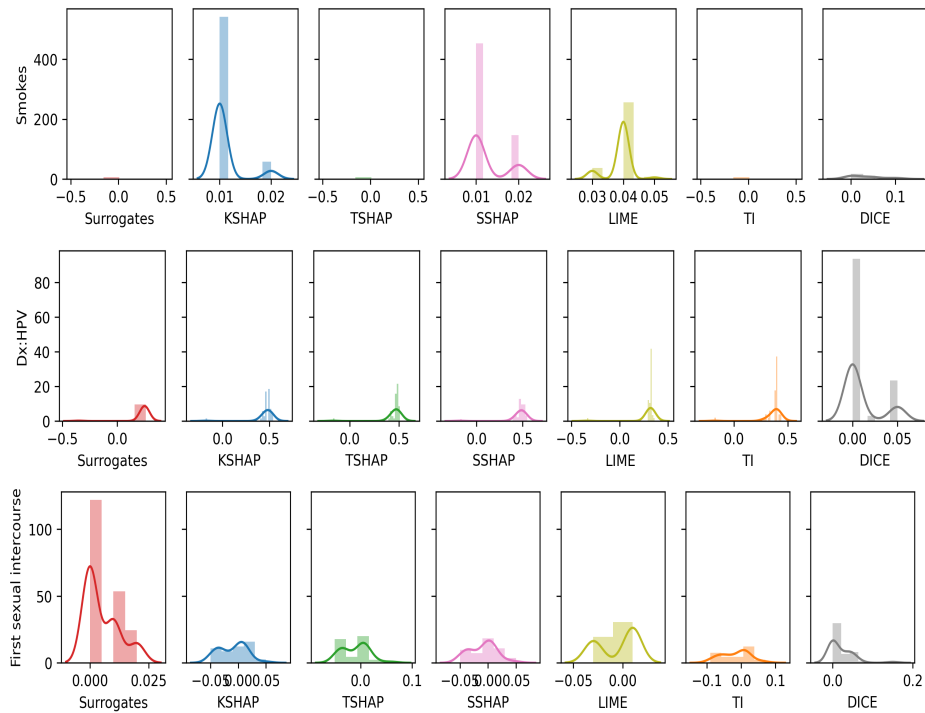 Smokes
400
200
0
−0.5 0.0 0.5
0.01 0.02
−0.5 0.0 0.5
0.01 0.02
0.03 0.04 0.05
−0.5 0.0 0.5
0.0 0.1
Surrogates KSHAP TSHAP SSHAP LIME TI DICE
Dx:HPV
80
60
40
20
0
−0.5 0.0
0.0 0.5
0.0 0.5
0.0 0.5
−0.5 0.0 0.5
0.0 0.5
0.00 0.05
Surrogates KSHAP TSHAP SSHAP LIME TI DICE
First sexual intercourse
100
50
0
0.000 0.025
−0.05 0.00 0.05
0.0 0.1
−0.05 0.00 0.05
−0.05 0.00
−0.1 0.0 0.1
0.0 0.2
Surrogates KSHAP TSHAP SSHAP LIME TI DICE